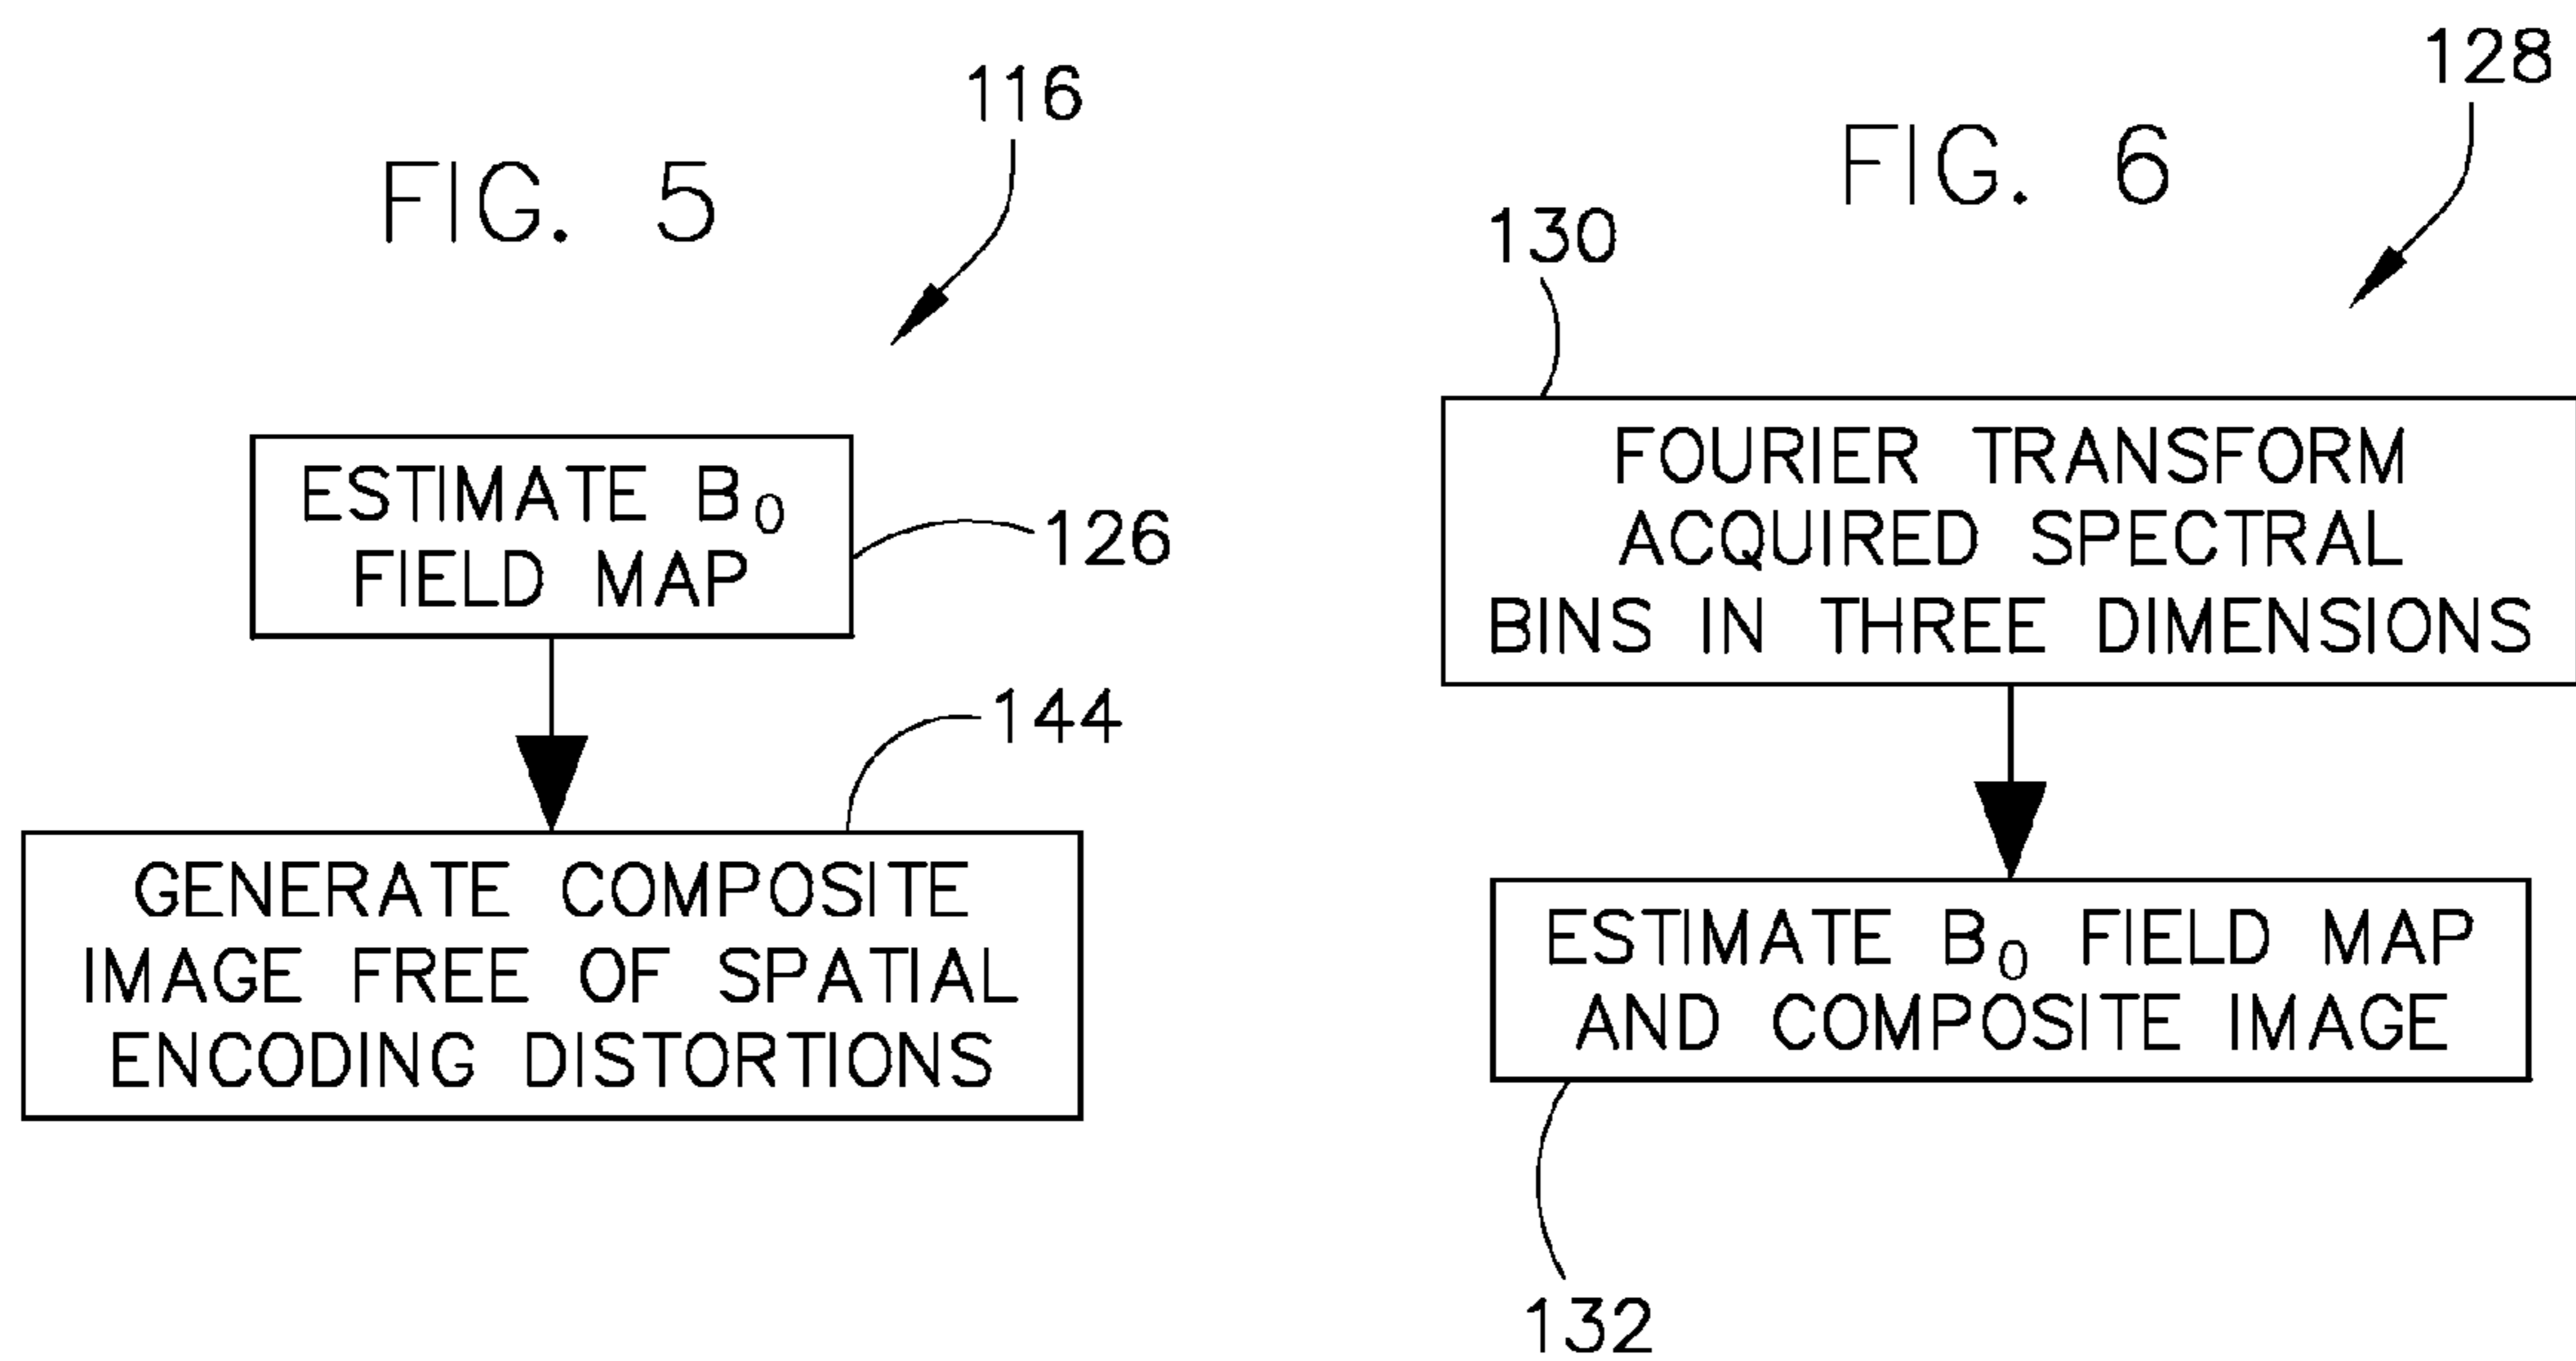 116
FIG. 5
ESTIMATE B₀
FIELD MAP
126
144
GENERATE COMPOSITE
IMAGE FREE OF SPATIAL
ENCODING DISTORTIONS
128
FIG. 6
130
FOURIER TRANSFORM
ACQUIRED SPECTRAL
BINS IN THREE DIMENSIONS
ESTIMATE B₀ FIELD MAP
AND COMPOSITE IMAGE
132